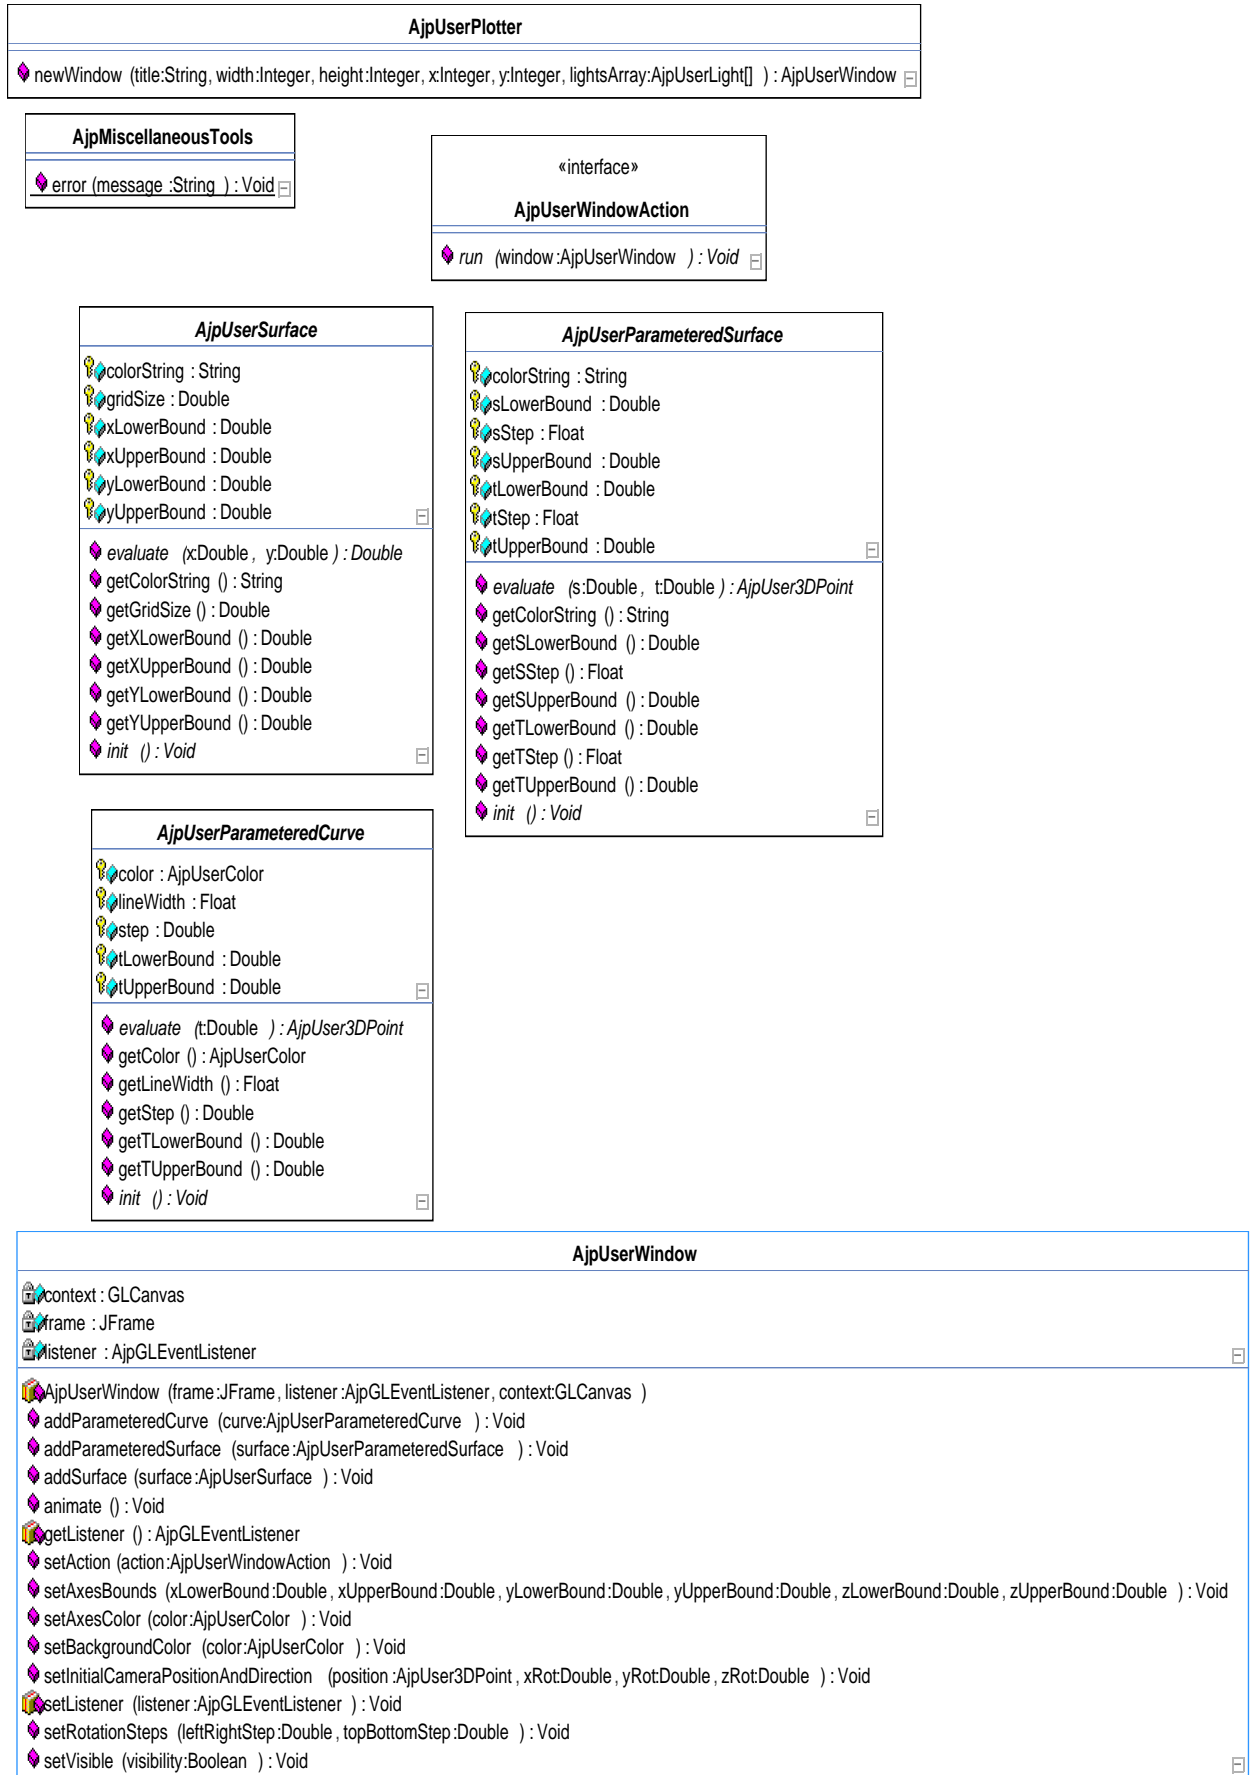 AjpUserPlotter
newWindow (title:String, width:Integer, height:Integer, x:Integer, y:Integer, lightsArray:AjpUserLight[] ) : AjpUserWindow
AjpMiscellaneousTools
error (message :String ) : Void
«interface»
AjpUserWindowAction
run (window:AjpUserWindow ) : Void
AjpUserSurface
colorString : String
gridSize : Double
xLowerBound : Double
xUpperBound : Double
yLowerBound : Double
yUpperBound : Double
evaluate (x:Double , y:Double ) : Double
getColorString () : String
getGridSize () : Double
getXLowerBound () : Double
getXUpperBound () : Double
getYLowerBound () : Double
getYUpperBound () : Double
init () : Void
AjpUserParameteredSurface
colorString : String
sLowerBound : Double
sStep : Float
sUpperBound : Double
tLowerBound : Double
tStep : Float
tUpperBound : Double
evaluate (s:Double , t:Double ) : AjpUser3DPoint
getColorString () : String
getSLowerBound () : Double
getSStep () : Float
getSUpperBound () : Double
getTLowerBound () : Double
getTStep () : Float
getTUpperBound () : Double
init () : Void
AjpUserParameteredCurve
color : AjpUserColor
lineWidth : Float
step : Double
tLowerBound : Double
tUpperBound : Double
evaluate (t:Double ) : AjpUser3DPoint
getColor () : AjpUserColor
getLineWidth () : Float
getStep () : Double
getTLowerBound () : Double
getTUpperBound () : Double
init () : Void
AjpUserWindow
context : GLCanvas
frame : JFrame
listener : AjpGLEventListener
AjpUserWindow (frame:JFrame , listener :AjpGLEventListener , context:GLCanvas )
addParameteredCurve (curve:AjpUserParameteredCurve ) : Void
addParameteredSurface (surface:AjpUserParameteredSurface ) : Void
addSurface (surface:AjpUserSurface ) : Void
animate () : Void
getListener () : AjpGLEventListener
setAction (action:AjpUserWindowAction ) : Void
setAxesBounds (xLowerBound:Double , xUpperBound:Double , yLowerBound:Double , yUpperBound:Double , zLowerBound:Double , zUpperBound:Double ) : Void
setAxesColor (color:AjpUserColor ) : Void
setBackgroundColor (color:AjpUserColor ) : Void
setInitialCameraPositionAndDirection (position :AjpUser3DPoint , xRot:Double , yRot:Double , zRot:Double ) : Void
setListener (listener:AjpGLEventListener ) : Void
setRotationSteps (leftRightStep:Double , topBottomStep:Double ) : Void
setVisible (visibility:Boolean ) : Void